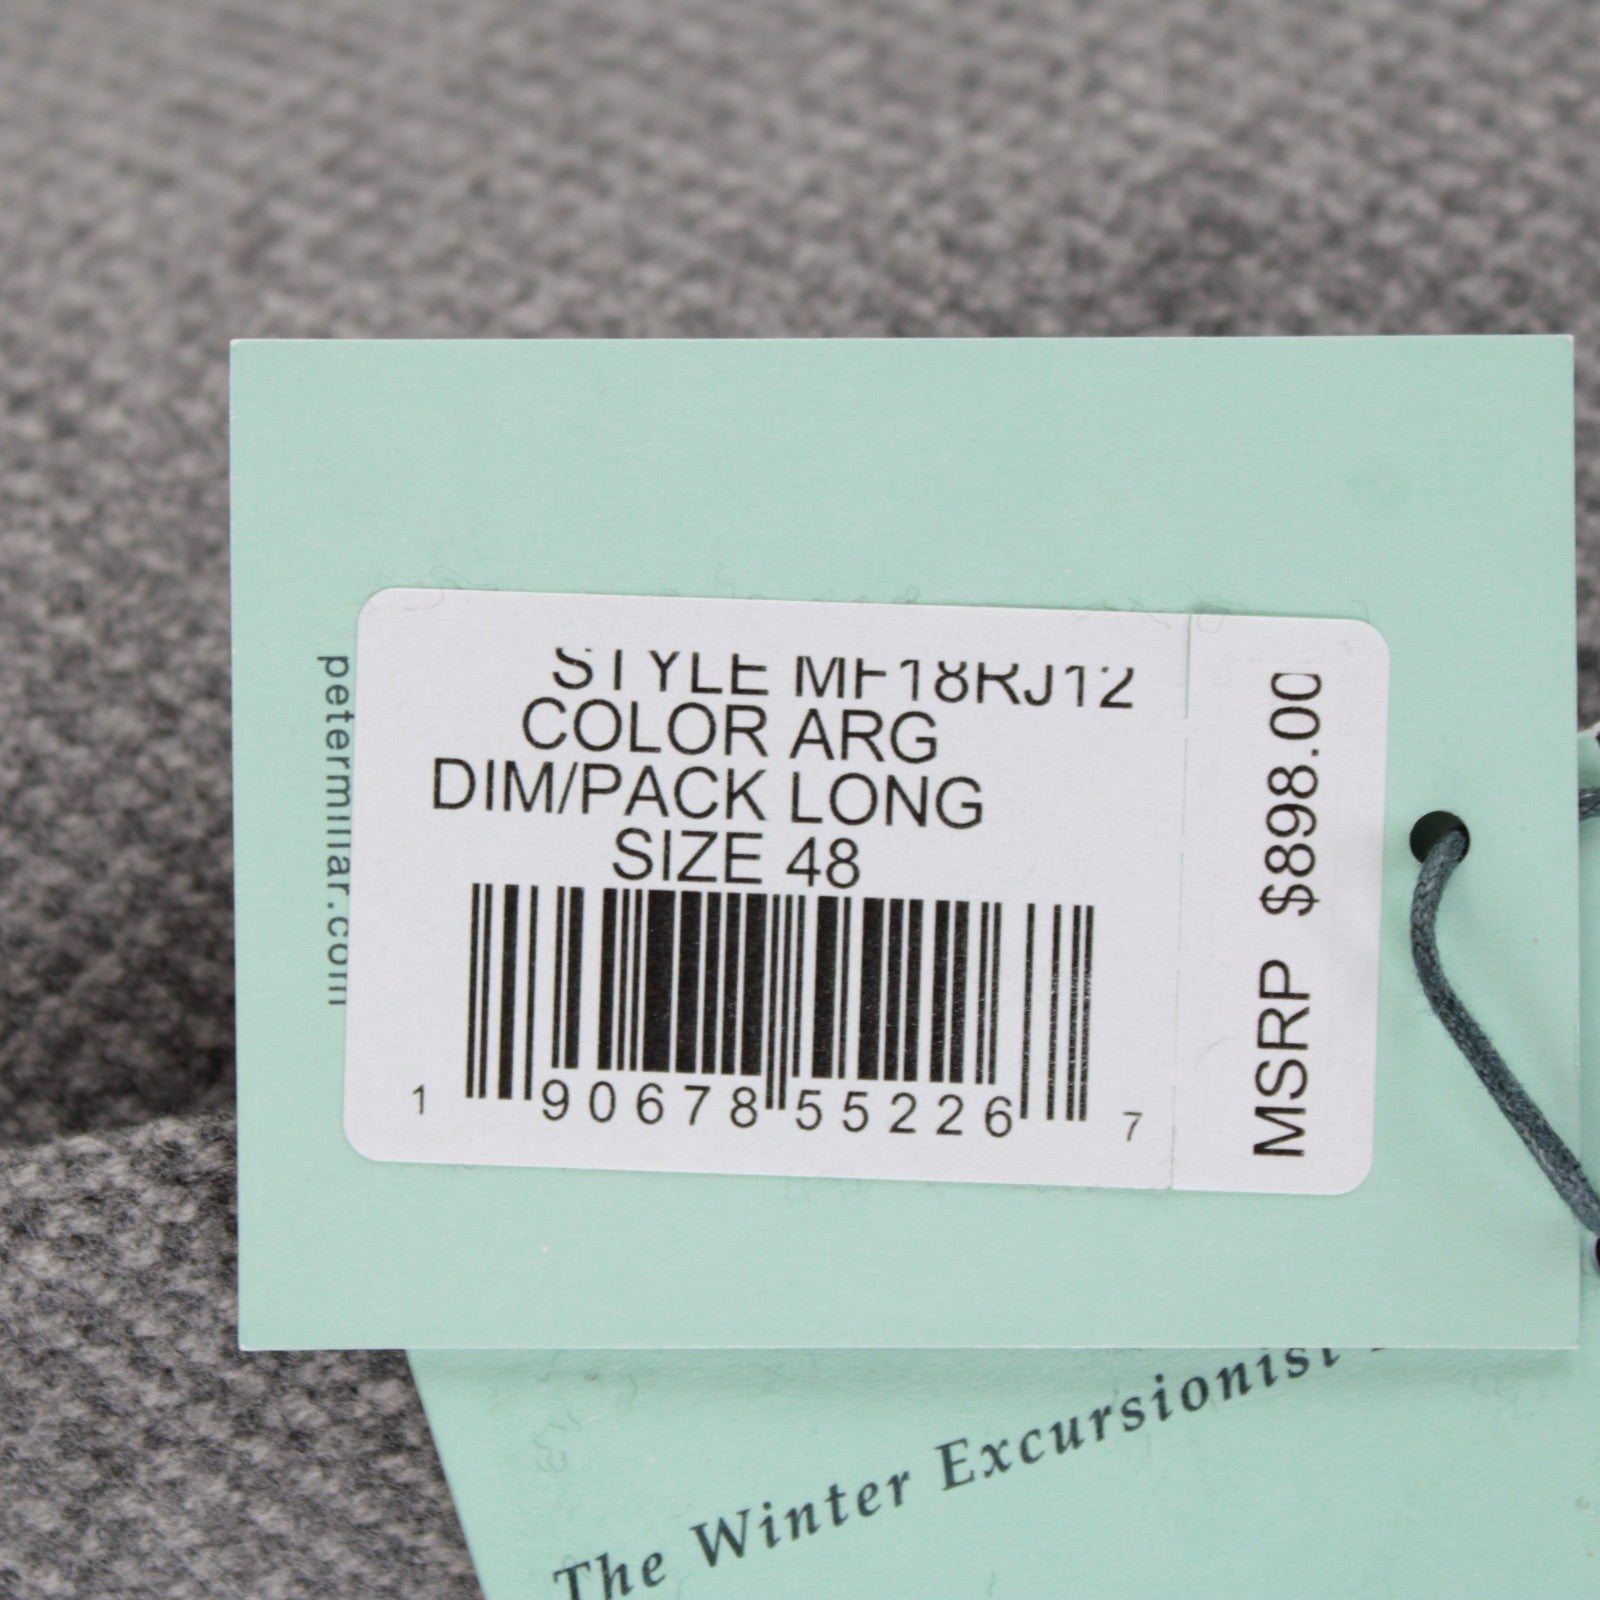 STYLE MF18RJ12
COLOR ARG
DIM/PACK LONG
SIZE 48
1 90678 55226 7
MSRP $898.00
petermillar.com
The Winter Excursionist